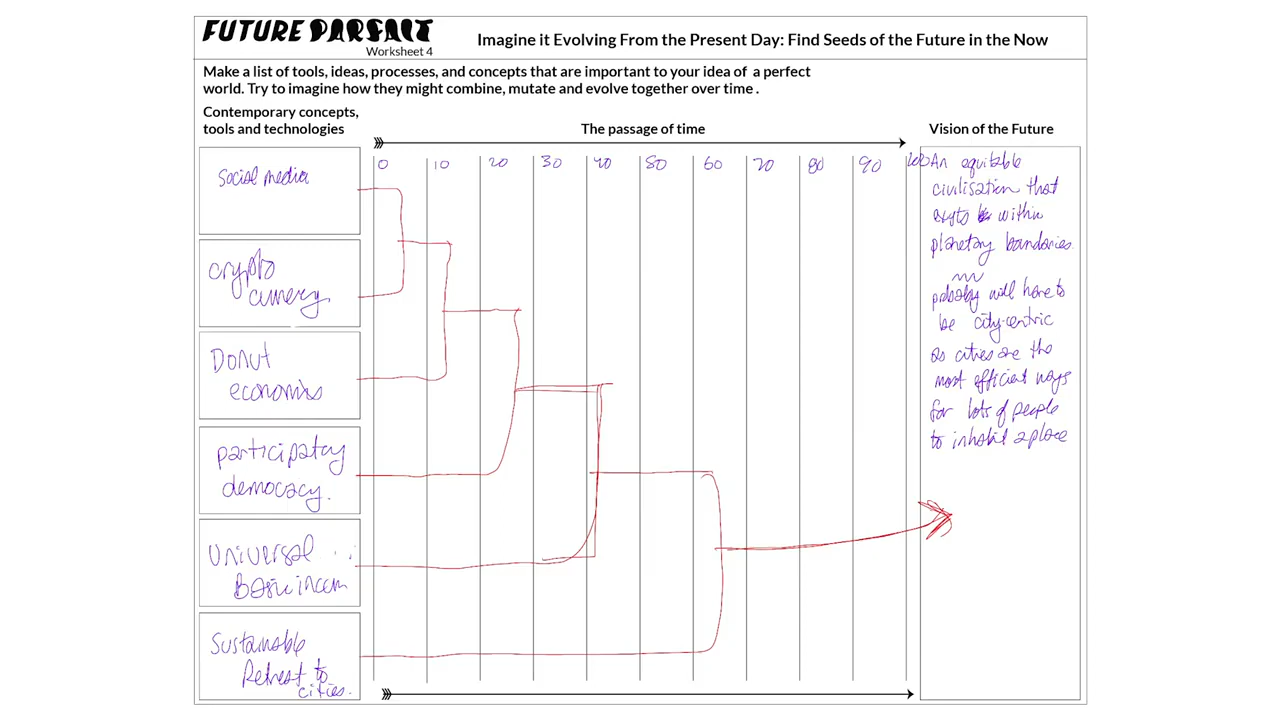 FUTURE PARFAIT
Worksheet 4
Imagine it Evolving From the Present Day: Find Seeds of the Future in the Now
Make a list of tools, ideas, processes, and concepts that are important to your idea of a perfect
world. Try to imagine how they might combine, mutate and evolve together over time .
Contemporary concepts,
tools and technologies
The passage of time
Vision of the Future
0 10 20 30 40 50 60 70 80 90 100
Social media
Crypto
Donut
economics
participatory
democracy.
Universal
Basic
Sustainable
Retreat to
cities.
An equitable
civilisation that
within
planetary boundaries.
probably will have to
be city-centric
as cities are the
most efficient ways
for lots of people
to inhabit a place